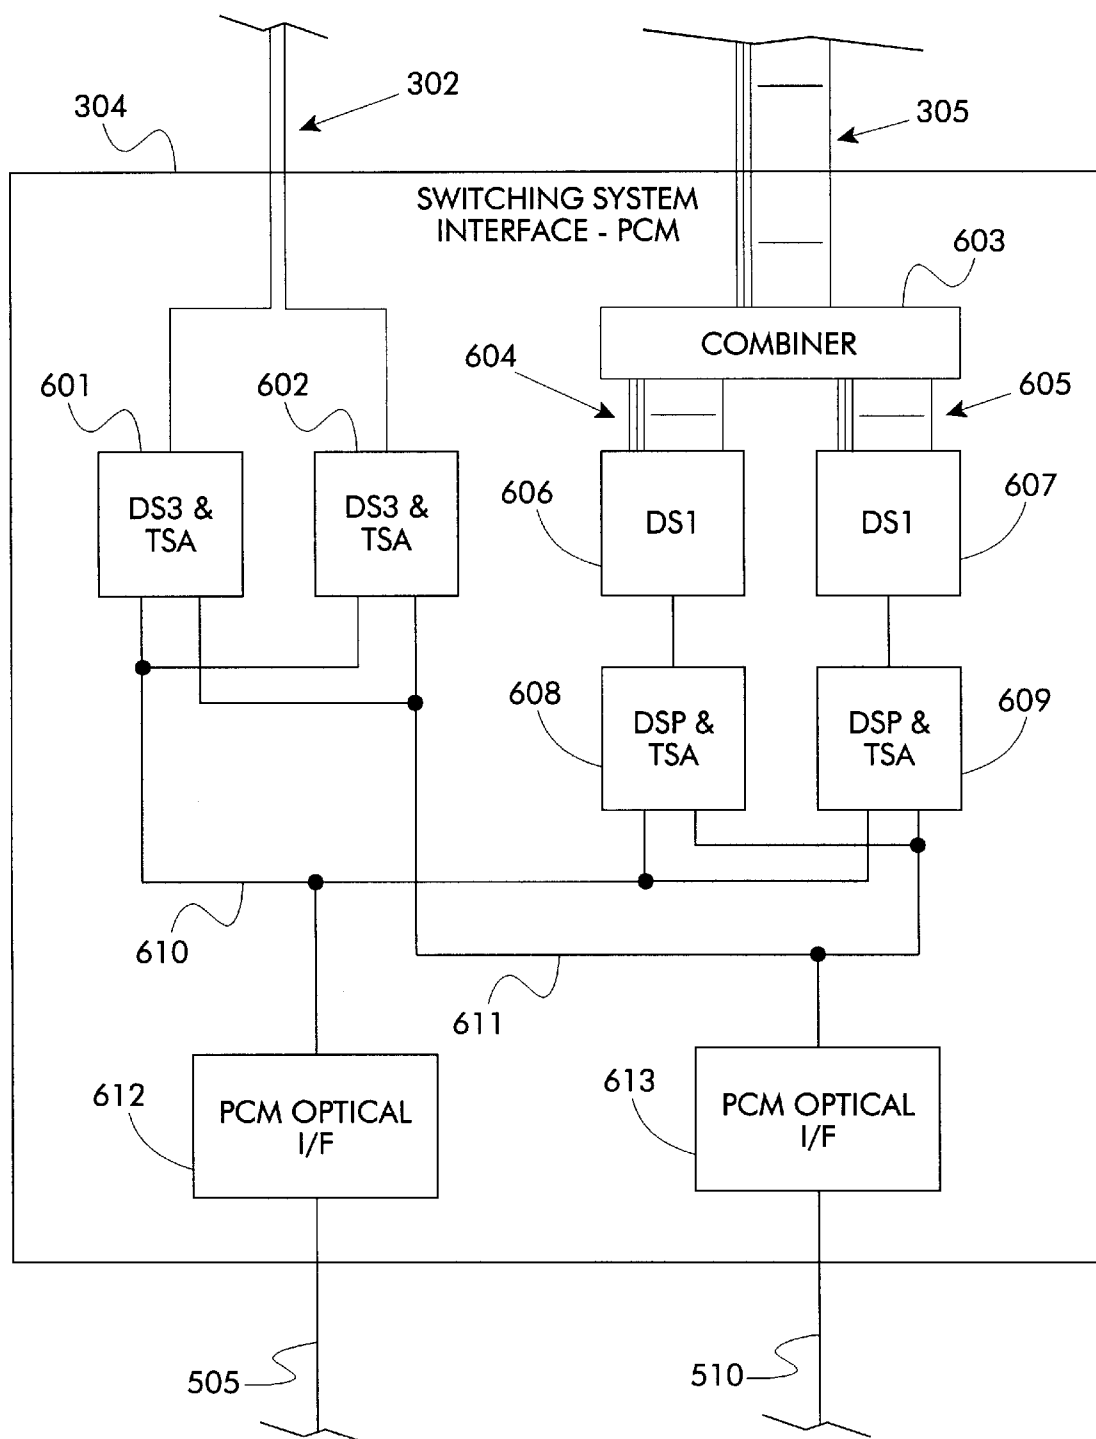 302
304
305
SWITCHING SYSTEM
INTERFACE - PCM
603
COMBINER
604
601
602
605
DS3 &
TSA
DS3 &
TSA
606
DS1
DS1
607
608
DSP &
TSA
DSP &
TSA
609
610
611
612
PCM OPTICAL
I/F
613
PCM OPTICAL
I/F
505
510